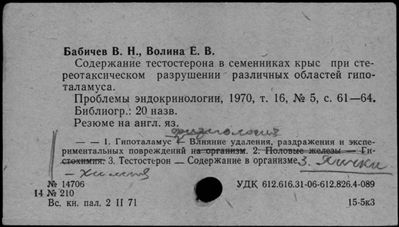 Бабичев В. Н., Волина Е. В.
Содержание тестостерона в семенниках крыс при сте-
реотаксическом разрушении различных областей гипо-
таламуса.
Проблемы эндокринологии, 1970, т. 16, № 5, с. 61—64.
Библиогр.: 20 назв.
Резюме на англ. яз.
физиология
— — 1. Гипоталамус — Влияние удаления, раздражения и экспе-
риментальных повреждений на организм. 2. Половые железы — Ги-
стохимия. 3. Тестостерон — Содержание в организме 3. Яички
- химия
№ 14706
14 № 210
УДК 612.616.31-06-612.826.4-089
Вс. кн. пал. 2 II 71
15-5к3